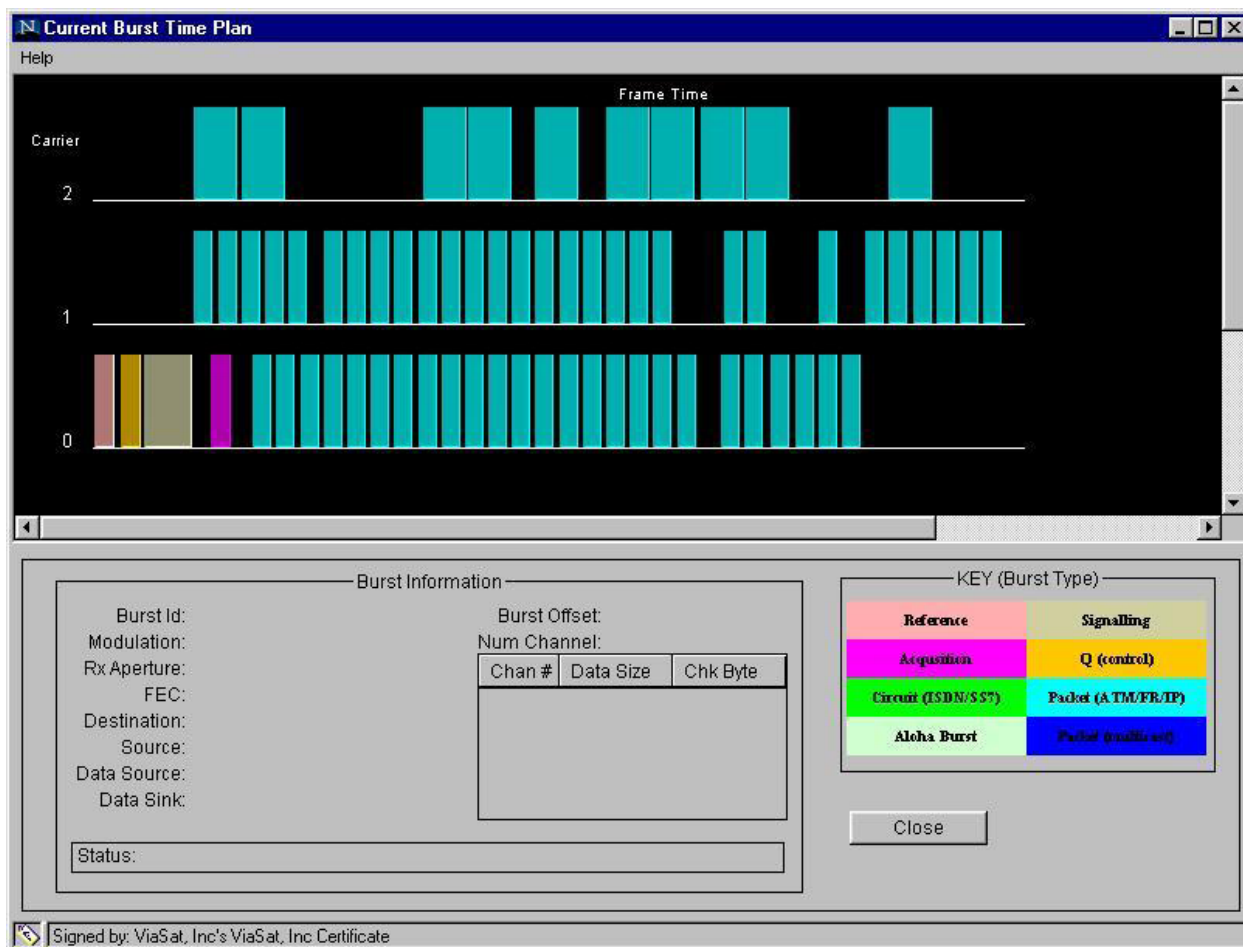 Current Burst Time Plan
Help
Frame Time
Carrier
2
1
0
Burst Information
Burst Id:
Modulation:
Rx Aperture:
FEC:
Destination:
Source:
Data Source:
Data Sink:
Burst Offset:
Num Channel:
Chan # Data Size Chk Byte
Status:
KEY (Burst Type)
Reference Signalling
Acqusition Q (control)
Circuit (ISDN/SS7) Packet (ATM/FR/IP)
Aloha Burst Packet (multicast)
Close
Signed by: ViaSat, Inc's ViaSat, Inc Certificate